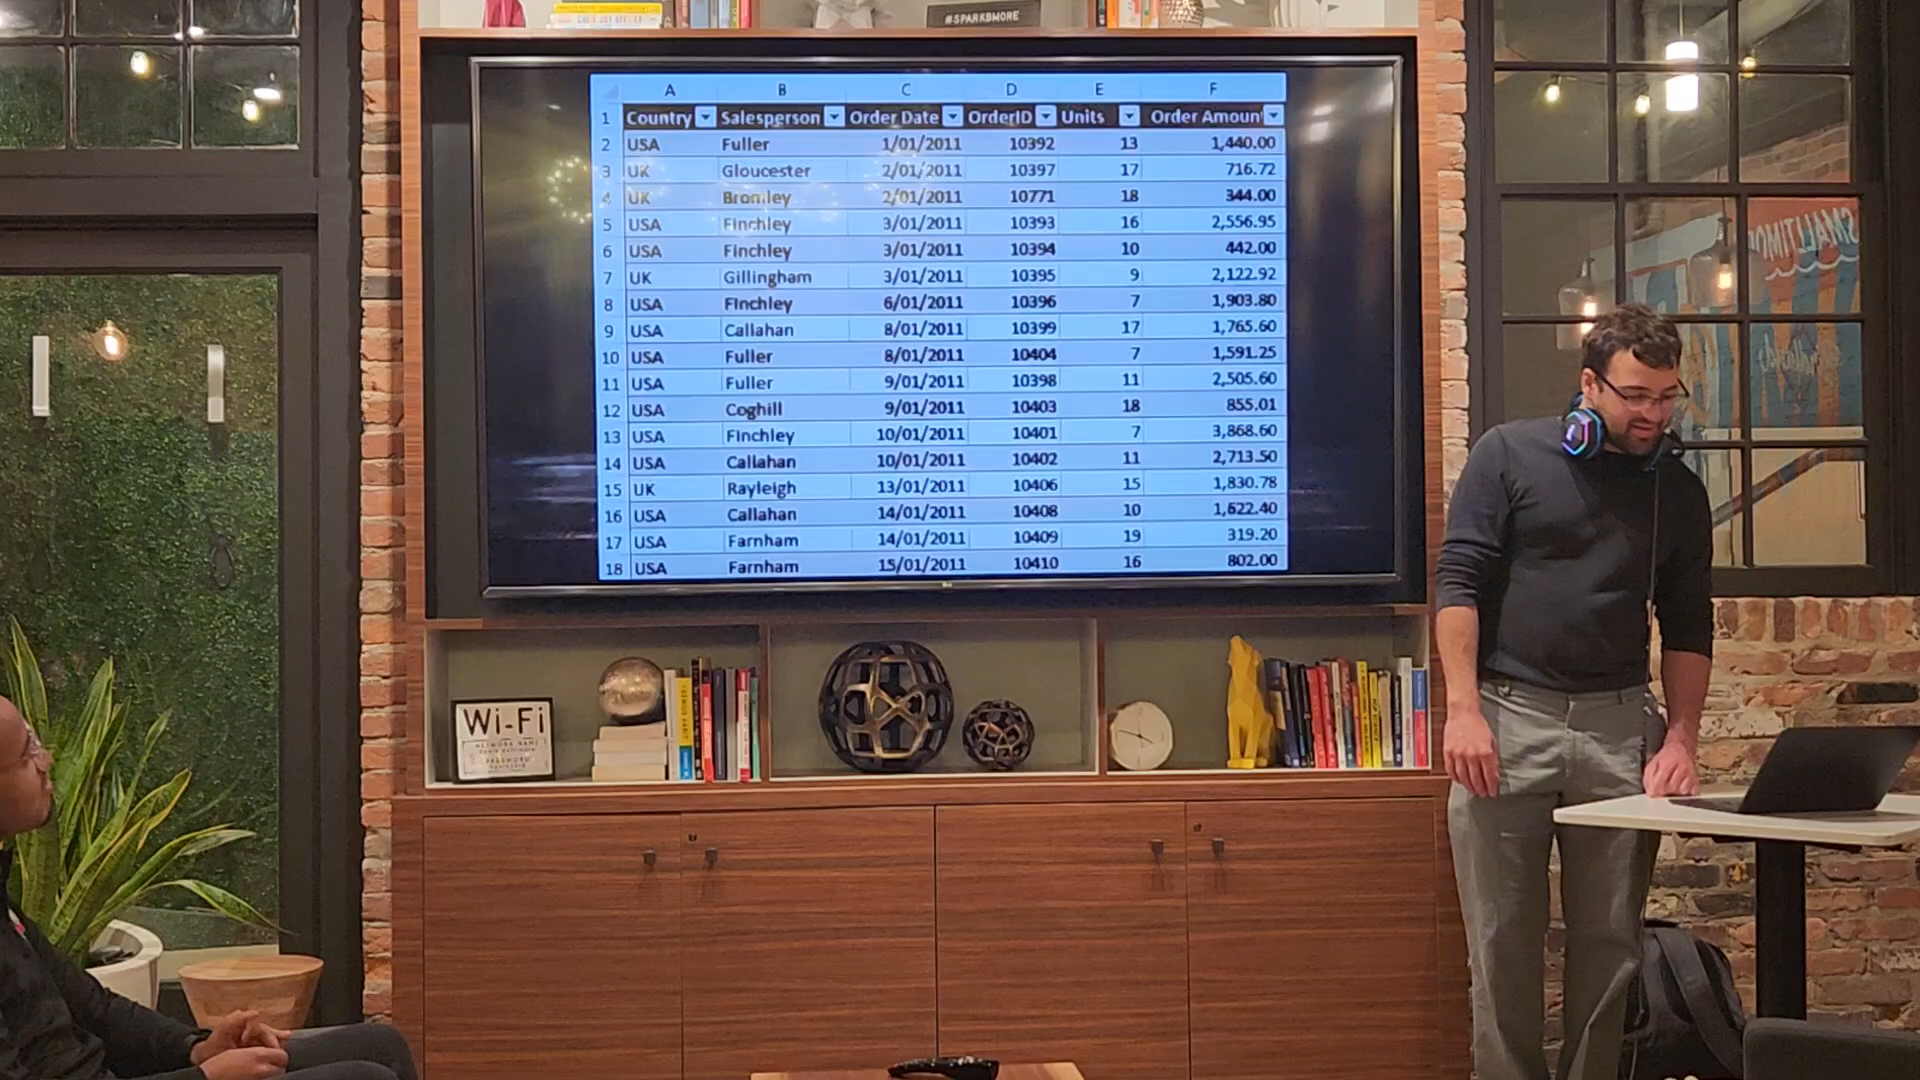 #SPARKBMORE
A B C D E F
1 Country Salesperson Order Date OrderID Units Order Amoun
2 USA Fuller 1/01/2011 10392 13 1,440.00
3 UK Gloucester 2/01/2011 10397 17 716.72
4 UK Bromley 2/01/2011 10771 18 344.00
5 USA Finchley 3/01/2011 10393 16 2,556.95
6 USA Finchley 3/01/2011 10394 10 442.00
7 UK Gillingham 3/01/2011 10395 9 2,122.92
8 USA Finchley 6/01/2011 10396 7 1,903.80
9 USA Callahan 8/01/2011 10399 17 1,765.60
10 USA Fuller 8/01/2011 10404 7 1,591.25
11 USA Fuller 9/01/2011 10398 11 2,505.60
12 USA Coghill 9/01/2011 10403 18 855.01
13 USA Finchley 10/01/2011 10401 7 3,868.60
14 USA Callahan 10/01/2011 10402 11 2,713.50
15 UK Rayleigh 13/01/2011 10406 15 1,830.78
16 USA Callahan 14/01/2011 10408 10 1,622.40
17 USA Farnham 14/01/2011 10409 19 319.20
18 USA Farnham 15/01/2011 10410 16 802.00
SMALLTIMO
Wi-Fi
NETWORK NAME
PASSWORD